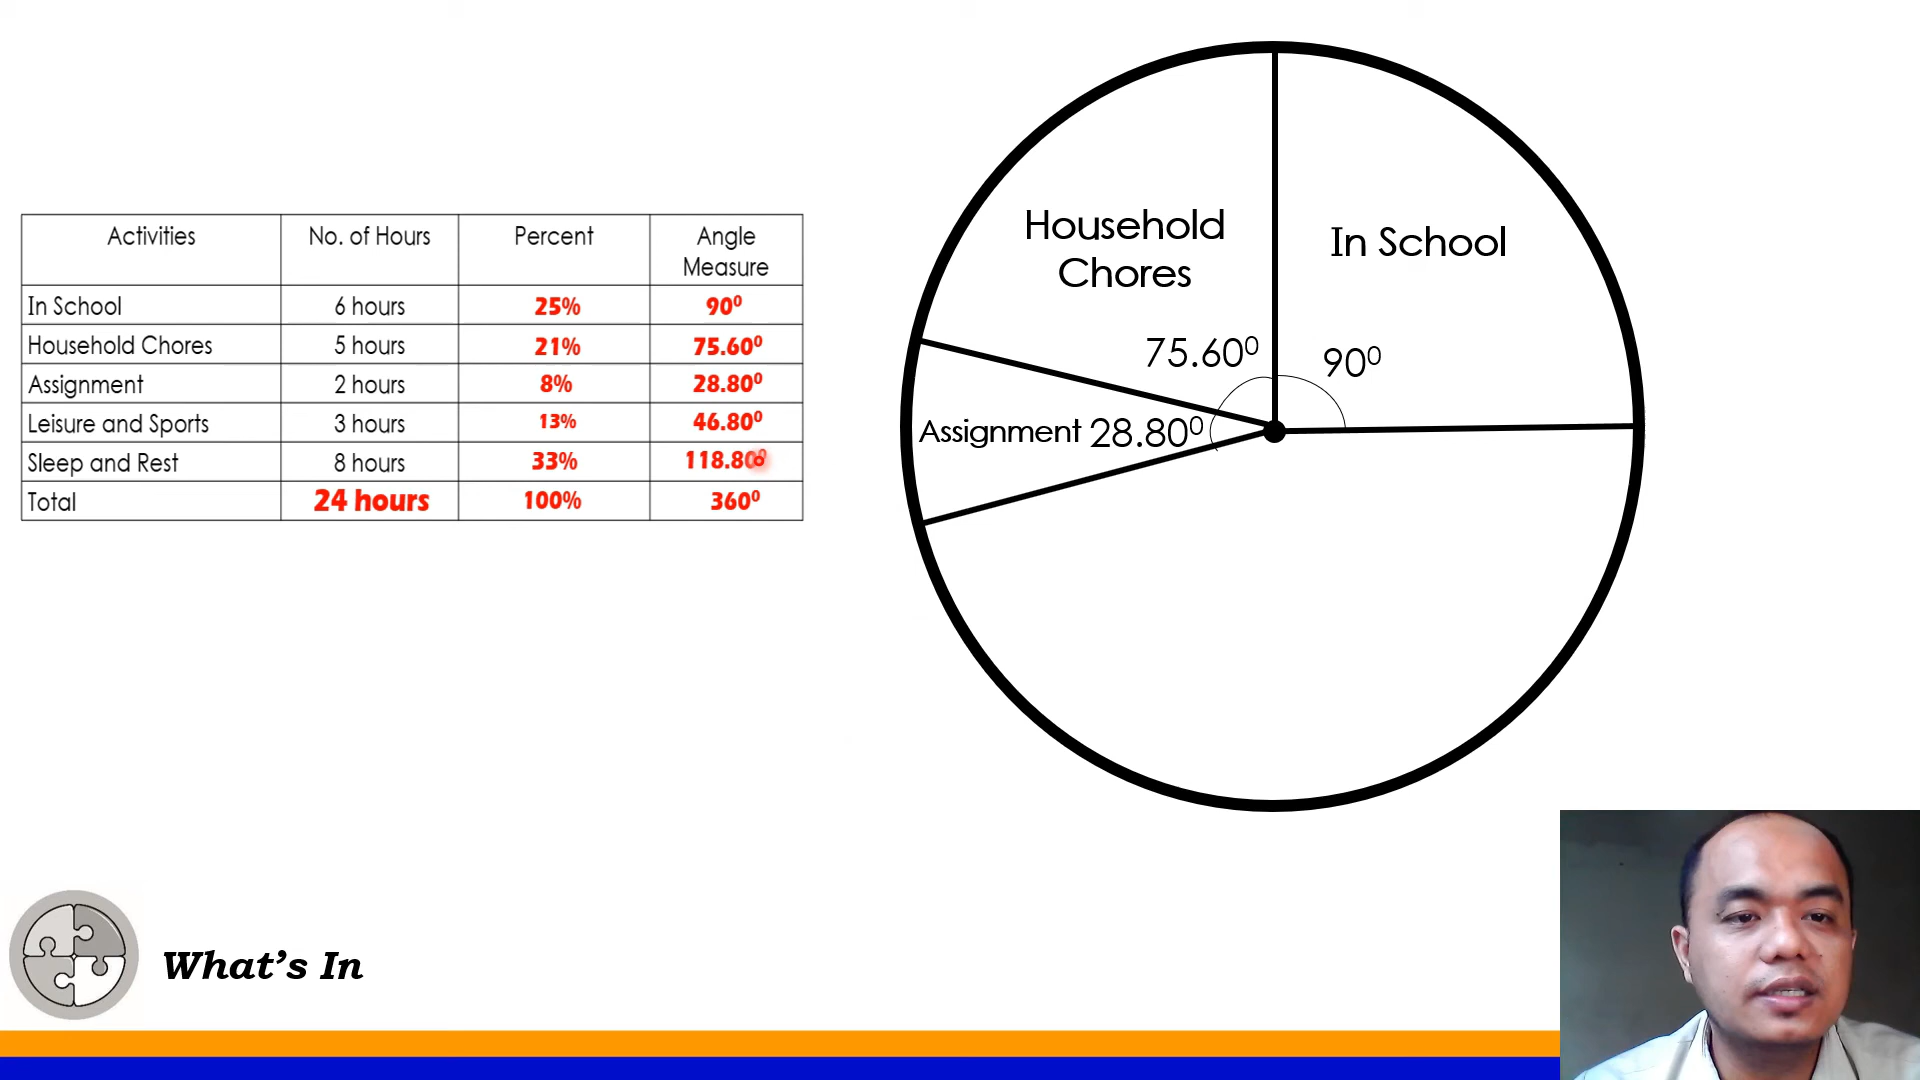 Activities No. of Hours Percent Angle Measure
In School 6 hours 25% 90⁰
Household Chores 5 hours 21% 75.60⁰
Assignment 2 hours 8% 28.80⁰
Leisure and Sports 3 hours 13% 46.80⁰
Sleep and Rest 8 hours 33% 118.80⁰
Total 24 hours 100% 360⁰
Household
Chores
In School
75.60⁰
90⁰
Assignment 28.80⁰
What's In